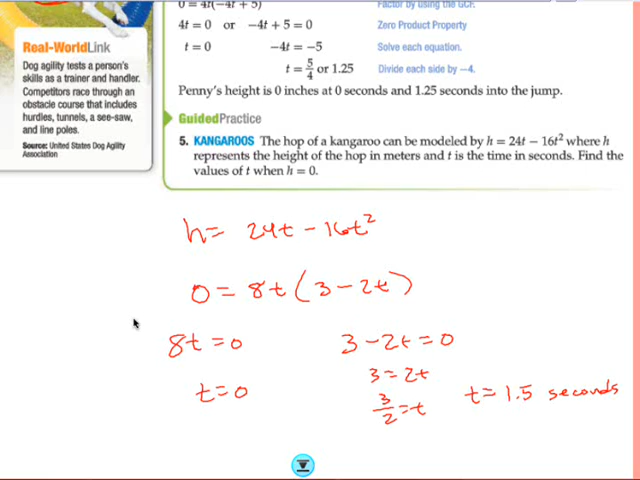 0 = 4t(−4t + 5)
Factor by using the GCF.
4t = 0 or −4t + 5 = 0
Zero Product Property
t = 0 −4t = −5
Solve each equation.
t = 5/4 or 1.25
Divide each side by −4.
Penny's height is 0 inches at 0 seconds and 1.25 seconds into the jump.
Real-WorldLink
Dog agility tests a person's
skills as a trainer and handler.
Competitors race through an
obstacle course that includes
hurdles, tunnels, a see-saw,
and line poles.
Source: United States Dog Agility
Association
GuidedPractice
5. KANGAROOS The hop of a kangaroo can be modeled by h = 24t − 16t² where h
represents the height of the hop in meters and t is the time in seconds. Find the
values of t when h = 0.
h = 24t − 16t²
0 = 8t(3 − 2t)
8t = 0
t = 0
3 − 2t = 0
3 = 2t
3/2 = t
t = 1.5 seconds